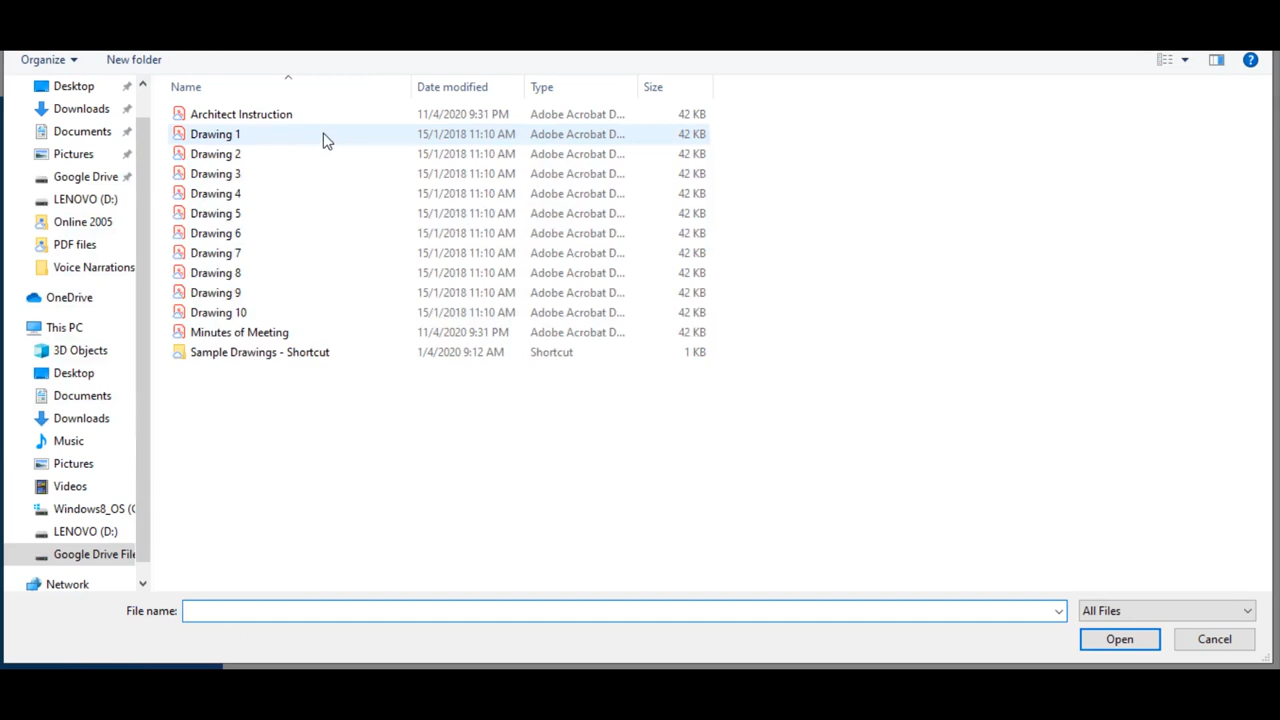 Organize New folder
Name Date modified Type Size
Desktop
Downloads
Documents
Pictures
Google Drive
LENOVO (D:)
Online 2005
PDF files
Voice Narrations
OneDrive
This PC
3D Objects
Desktop
Documents
Downloads
Music
Pictures
Videos
Windows8_OS (C
LENOVO (D:)
Google Drive File
Network
Architect Instruction 11/4/2020 9:31 PM Adobe Acrobat D... 42 KB
Drawing 1 15/1/2018 11:10 AM Adobe Acrobat D... 42 KB
Drawing 2 15/1/2018 11:10 AM Adobe Acrobat D... 42 KB
Drawing 3 15/1/2018 11:10 AM Adobe Acrobat D... 42 KB
Drawing 4 15/1/2018 11:10 AM Adobe Acrobat D... 42 KB
Drawing 5 15/1/2018 11:10 AM Adobe Acrobat D... 42 KB
Drawing 6 15/1/2018 11:10 AM Adobe Acrobat D... 42 KB
Drawing 7 15/1/2018 11:10 AM Adobe Acrobat D... 42 KB
Drawing 8 15/1/2018 11:10 AM Adobe Acrobat D... 42 KB
Drawing 9 15/1/2018 11:10 AM Adobe Acrobat D... 42 KB
Drawing 10 15/1/2018 11:10 AM Adobe Acrobat D... 42 KB
Minutes of Meeting 11/4/2020 9:31 PM Adobe Acrobat D... 42 KB
Sample Drawings - Shortcut 1/4/2020 9:12 AM Shortcut 1 KB
File name: All Files
Open Cancel